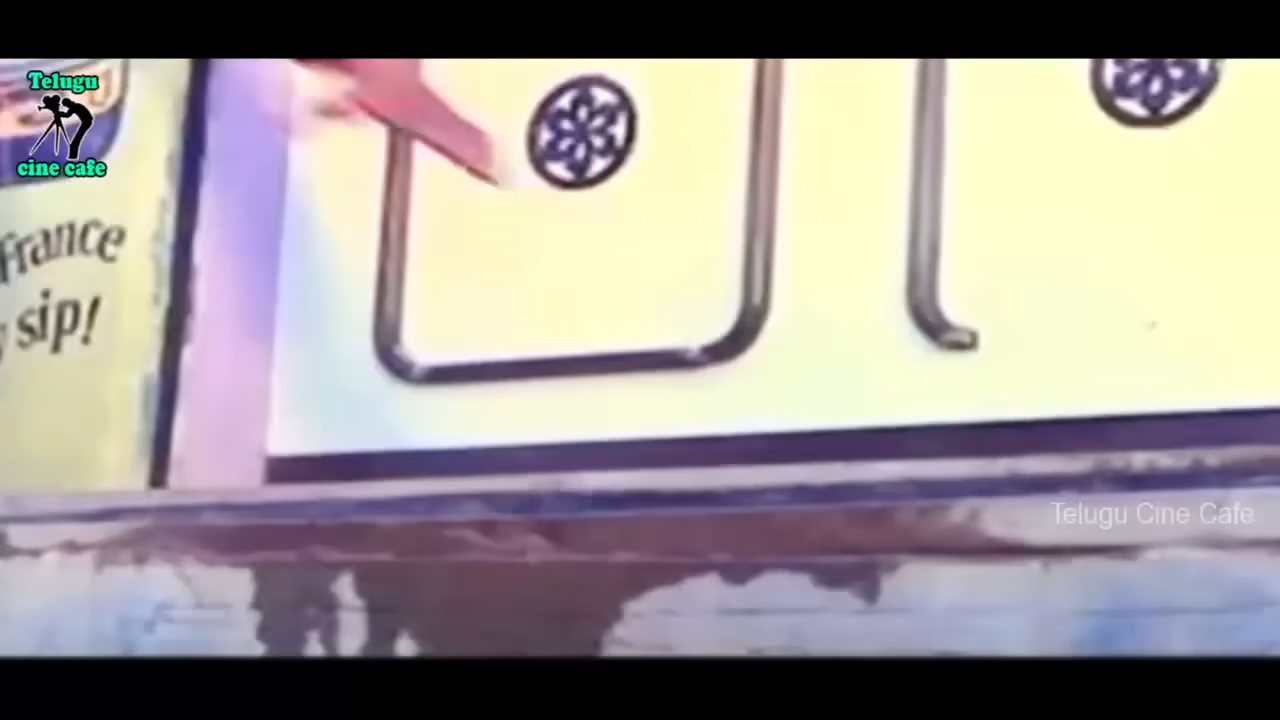 Telugu
cine cafe
France
sip!
Telugu Cine Cafe